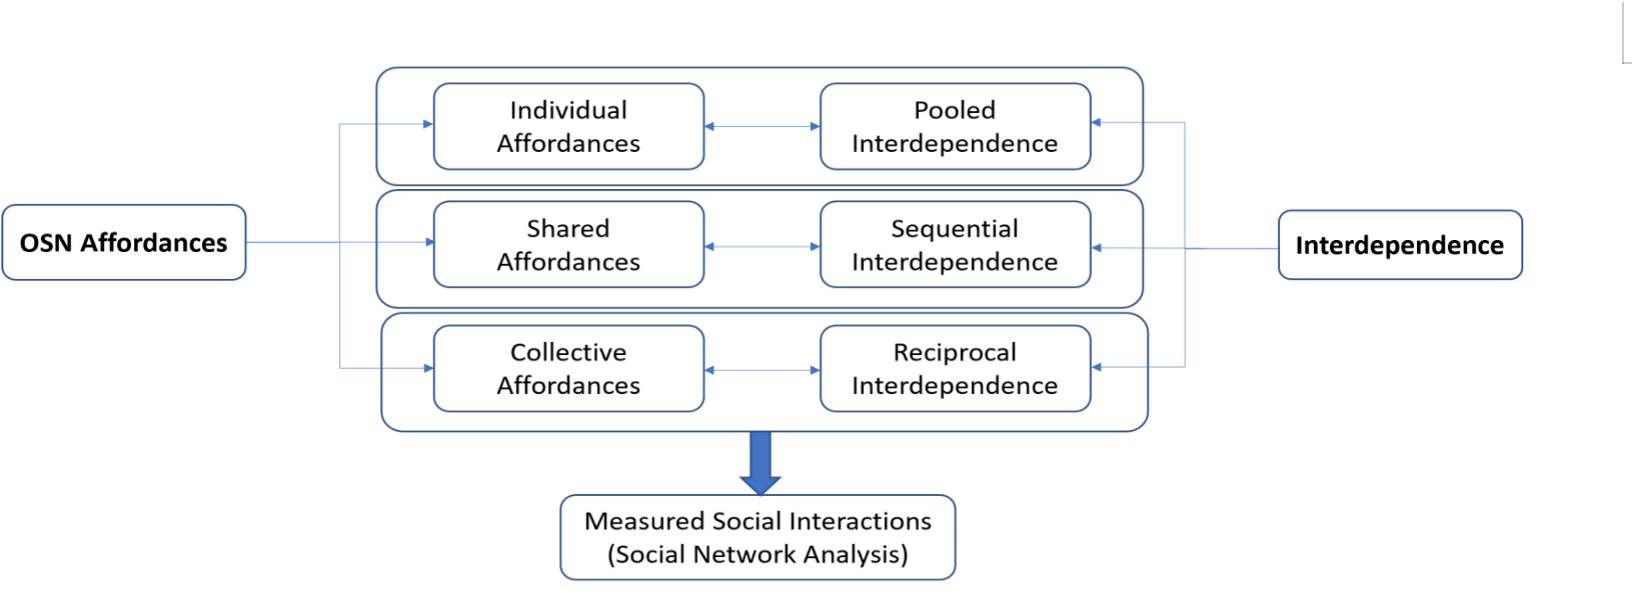 Individual
Affordances
Pooled
Interdependence
OSN Affordances
Shared
Affordances
Sequential
Interdependence
Interdependence
Collective
Affordances
Reciprocal
Interdependence
Measured Social Interactions
(Social Network Analysis)